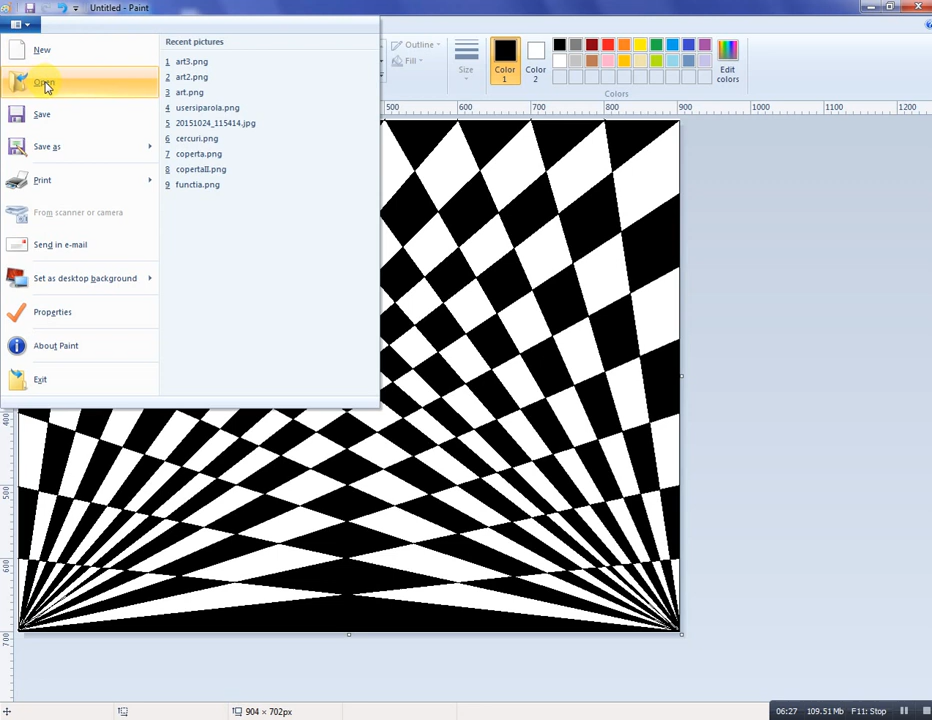 Untitled - Paint
New
Open
Save
Save as
Print
From scanner or camera
Send in e-mail
Set as desktop background
Properties
About Paint
Exit
Recent pictures
1 art3.png
2 art2.png
3 art.png
4 usersiparola.png
5 20151024_115414.jpg
6 cercuri.png
7 coperta.png
8 copertaII.png
9 functia.png
Outline
Fill
Size
Color 1
Color 2
Edit colors
Colors
500 600 700 800 900 1000 1100 1200
400
500
600
700
904 × 702px
06:27 109.51 Mb F11: Stop